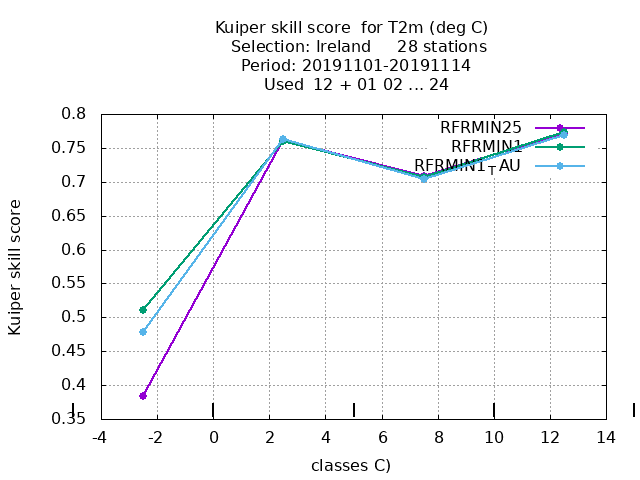 Kuiper skill score for T2m (deg C)
Selection: Ireland 28 stations
Period: 20191101-20191114
Used 12 + 01 02 ... 24
RFRMIN25
RFRMIN1
RFRMIN1TAU
0.8
0.75
0.7
0.65
0.6
0.55
0.5
0.45
0.4
0.35
Kuiper skill score
-4 -2 0 2 4 6 8 10 12 14
classes C)